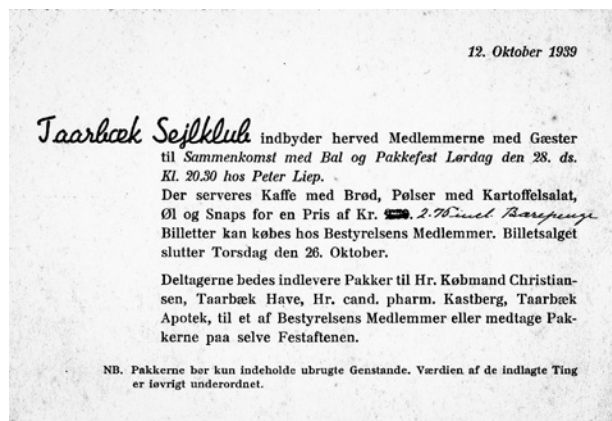 12. Oktober 1939
Taarbæk Sejlklub indbyder herved Medlemmerne med Gæster
til Sammenkomst med Bal og Pakkefest Lørdag den 28. ds.
Kl. 20.30 hos Peter Liep.
Der serveres Kaffe med Brød, Pølser med Kartoffelsalat,
Øl og Snaps for en Pris af Kr. 2.75 incl. Barepenge
Billetter kan købes hos Bestyrelsens Medlemmer. Billetsalget
slutter Torsdag den 26. Oktober.
Deltagerne bedes indlevere Pakker til Hr. Købmand Christian-
sen, Taarbæk Have, Hr. cand. pharm. Kastberg, Taarbæk
Apotek, til et af Bestyrelsens Medlemmer eller medtage Pak-
kerne paa selve Festaftenen.
NB. Pakkerne bør kun indeholde ubrugte Genstande. Værdien af de indlagte Ting
er iøvrigt underordnet.